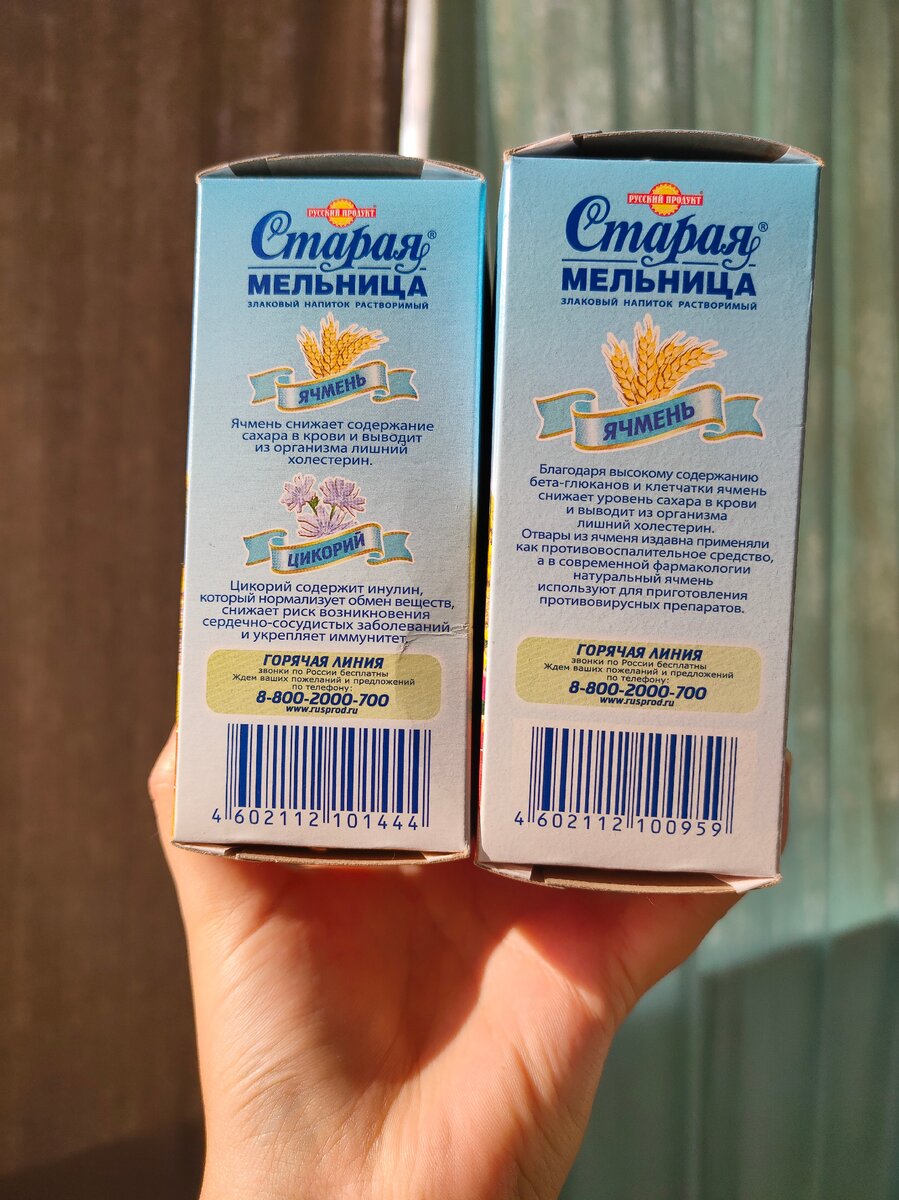 РУССКИЙ ПРОДУКТ®
Старая®
МЕЛЬНИЦА
ЗЛАКОВЫЙ НАПИТОК РАСТВОРИМЫЙ
ЯЧМЕНЬ
Ячмень снижает содержание
сахара в крови и выводит
из организма лишний
холестерин.
ЦИКОРИЙ
Цикорий содержит инулин,
который нормализует обмен веществ,
снижает риск возникновения
сердечно-сосудистых заболеваний
и укрепляет иммунитет.
ГОРЯЧАЯ ЛИНИЯ
звонки по России бесплатны
Ждем ваших пожеланий и предложений
по телефону:
8-800-2000-700
www.rusprod.ru
4 602112 101444
РУССКИЙ ПРОДУКТ®
Старая®
МЕЛЬНИЦА
ЗЛАКОВЫЙ НАПИТОК РАСТВОРИМЫЙ
ЯЧМЕНЬ
Благодаря высокому содержанию
бета-глюканов и клетчатки ячмень
снижает уровень сахара в крови
и выводит из организма
лишний холестерин.
Отвары из ячменя издавна применяли
как противовоспалительное средство,
а в современной фармакологии
натуральный ячмень
используют для приготовления
противовирусных препаратов.
ГОРЯЧАЯ ЛИНИЯ
звонки по России бесплатны
Ждем ваших пожеланий и предложений
по телефону:
8-800-2000-700
www.rusprod.ru
4 602112 100959